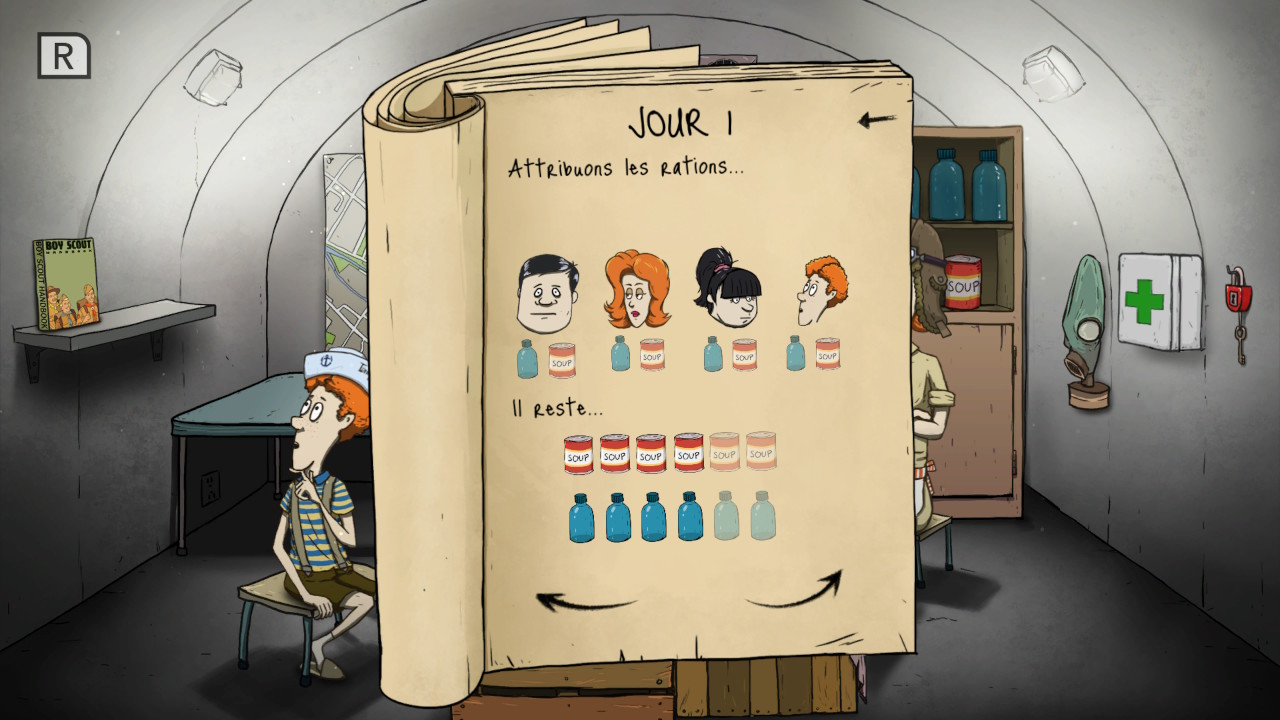 R
JOUR 1
Attribuons les rations...
BOY SCOUT
BOY SCOUT HANDBOOK
SOUP
SOUP SOUP SOUP SOUP
Il reste...
SOUP SOUP SOUP SOUP SOUP SOUP